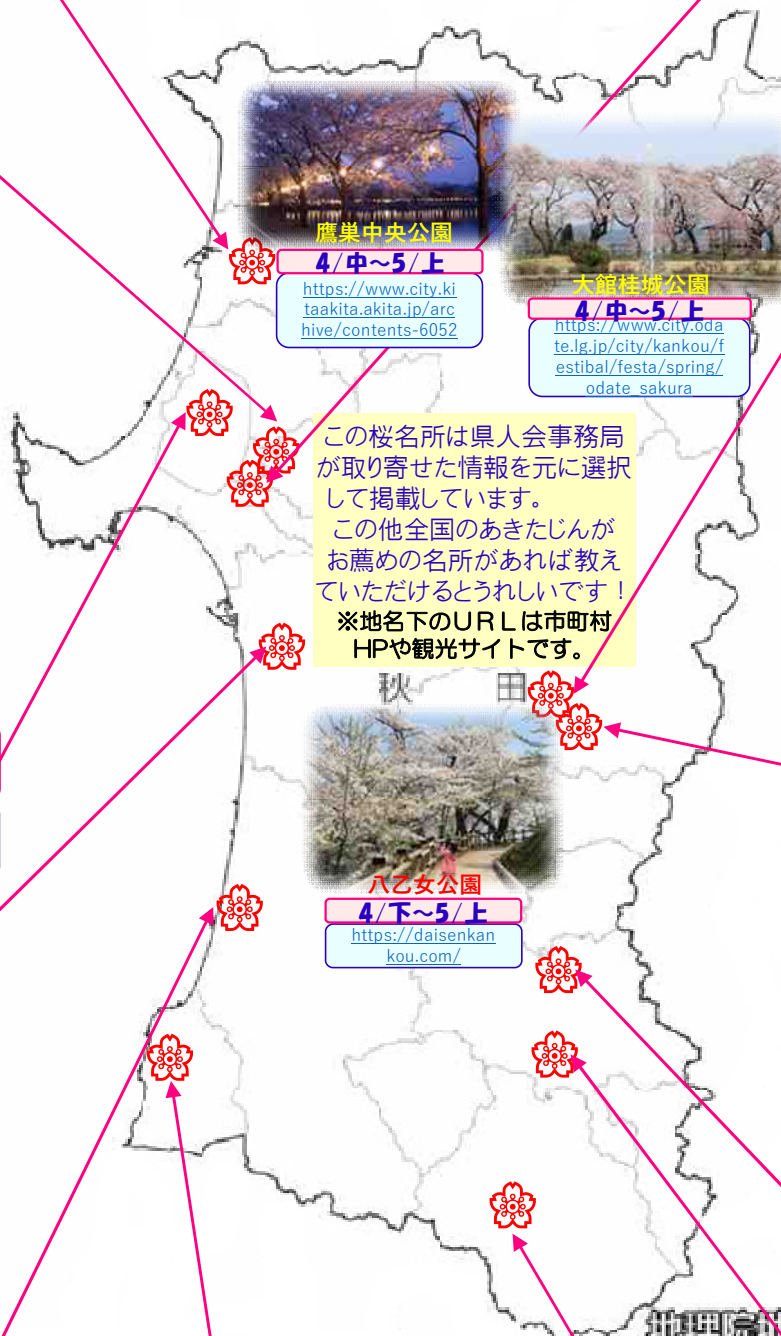 鷹巣中央公園
4/中～5/上
https://www.city.ki
taakita.akita.jp/arc
hive/contents-6052
大館桂城公園
4/中～5/上
https://www.city.oda
te.lg.jp/city/kankou/f
estibal/festa/spring/
odate_sakura
この桜名所は県人会事務局
が取り寄せた情報を元に選択
して掲載しています。
この他全国のあきたじんが
お薦めの名所があれば教え
ていただけるとうれしいです！
※地名下のＵＲＬは市町村
HPや観光サイトです。
秋　田
八乙女公園
4/下～5/上
https://daisenkan
kou.com/
地理院